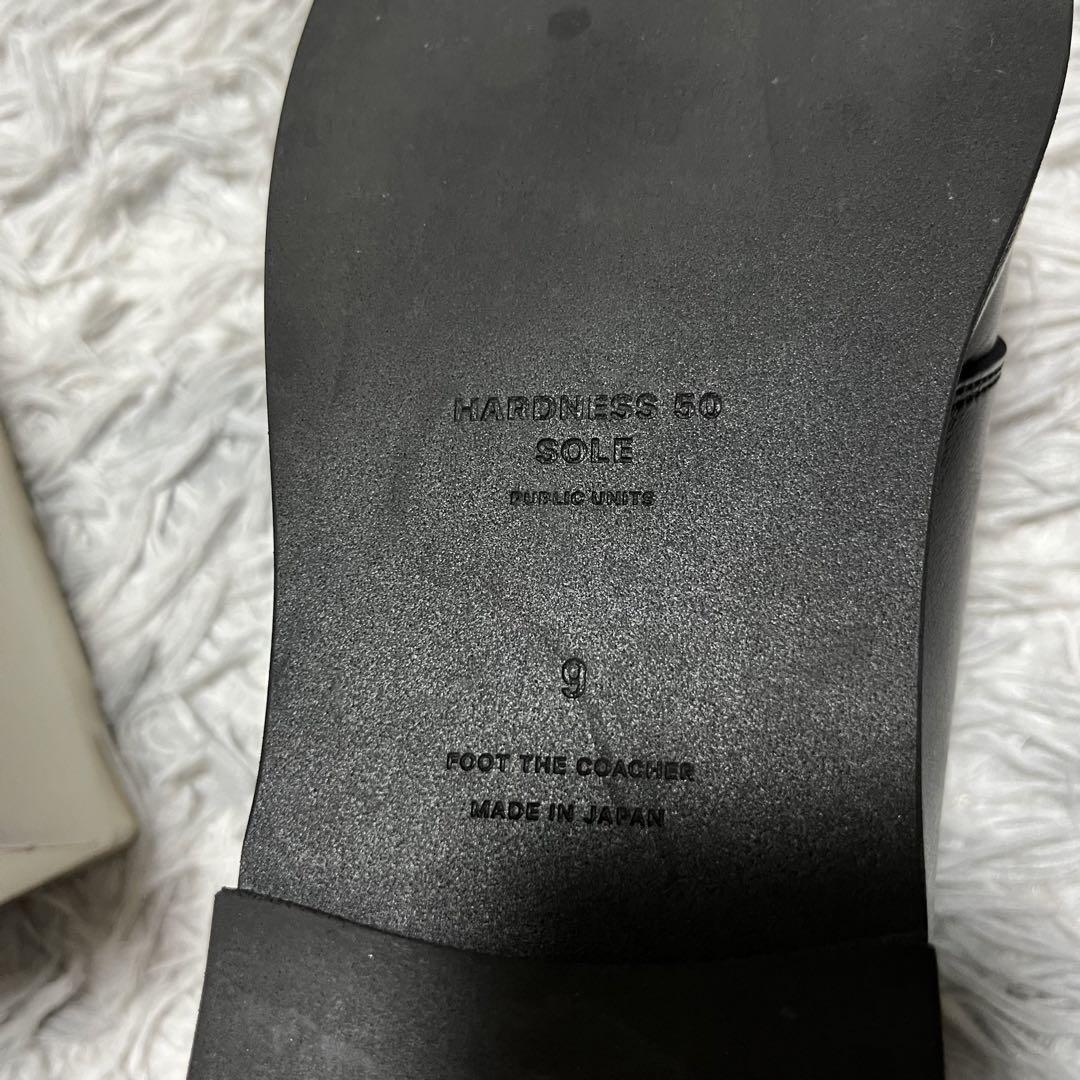 HARDNESS 50
SOLE
PUBLIC UNITS
9
FOOT THE COACHER
MADE IN JAPAN